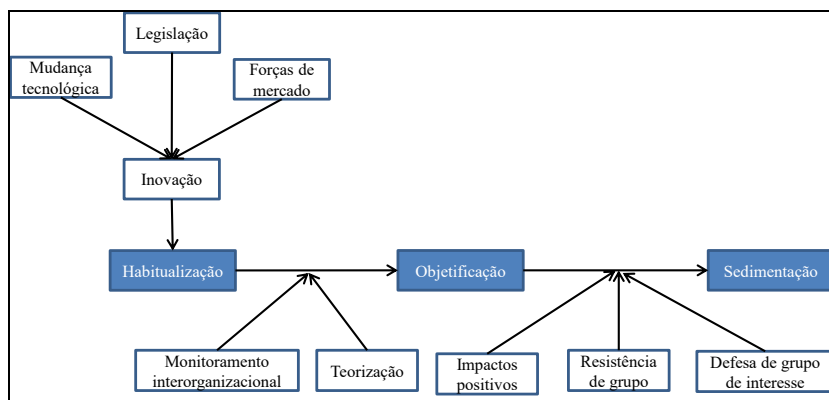 Legislação
Mudança
tecnológica
Forças de
mercado
Inovação
Habitualização
Objetificação
Sedimentação
Monitoramento
interorganizacional
Teorização
Impactos
positivos
Resistência
de grupo
Defesa de grupo
de interesse